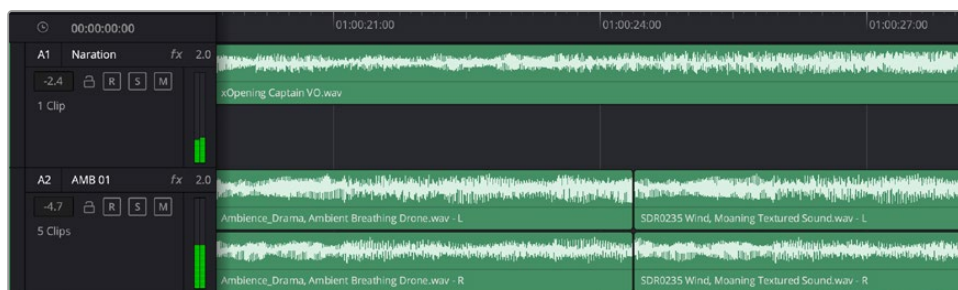 00:00:00:00 01:00:21:00 01:00:24:00 01:00:27:00
A1 Naration fx 2.0
-2.4 R S M
xOpening Captain VO.wav
1 Clip
A2 AMB 01 fx 2.0
-4.7 R S M
Ambience_Drama, Ambient Breathing Drone.wav - L SDR0235 Wind, Moaning Textured Sound.wav - L
5 Clips
Ambience_Drama, Ambient Breathing Drone.wav - R SDR0235 Wind, Moaning Textured Sound.wav - R